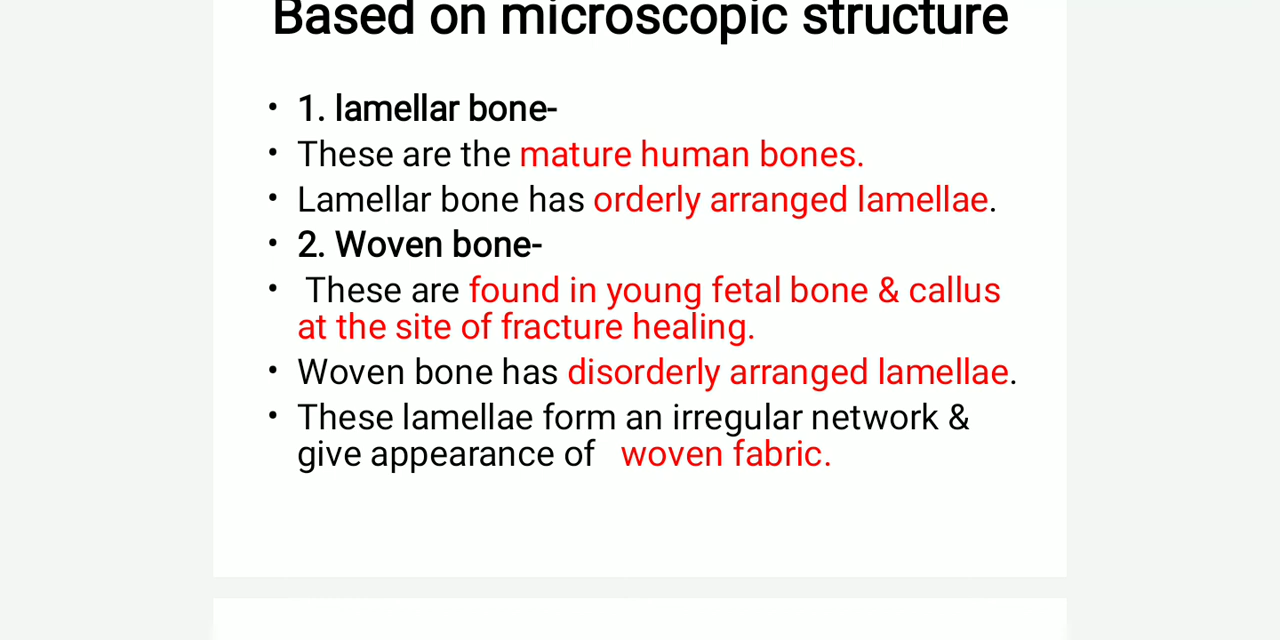 Based on microscopic structure
• 1. lamellar bone-
• These are the mature human bones.
• Lamellar bone has orderly arranged lamellae.
• 2. Woven bone-
• These are found in young fetal bone & callus
at the site of fracture healing.
• Woven bone has disorderly arranged lamellae.
• These lamellae form an irregular network &
give appearance of woven fabric.